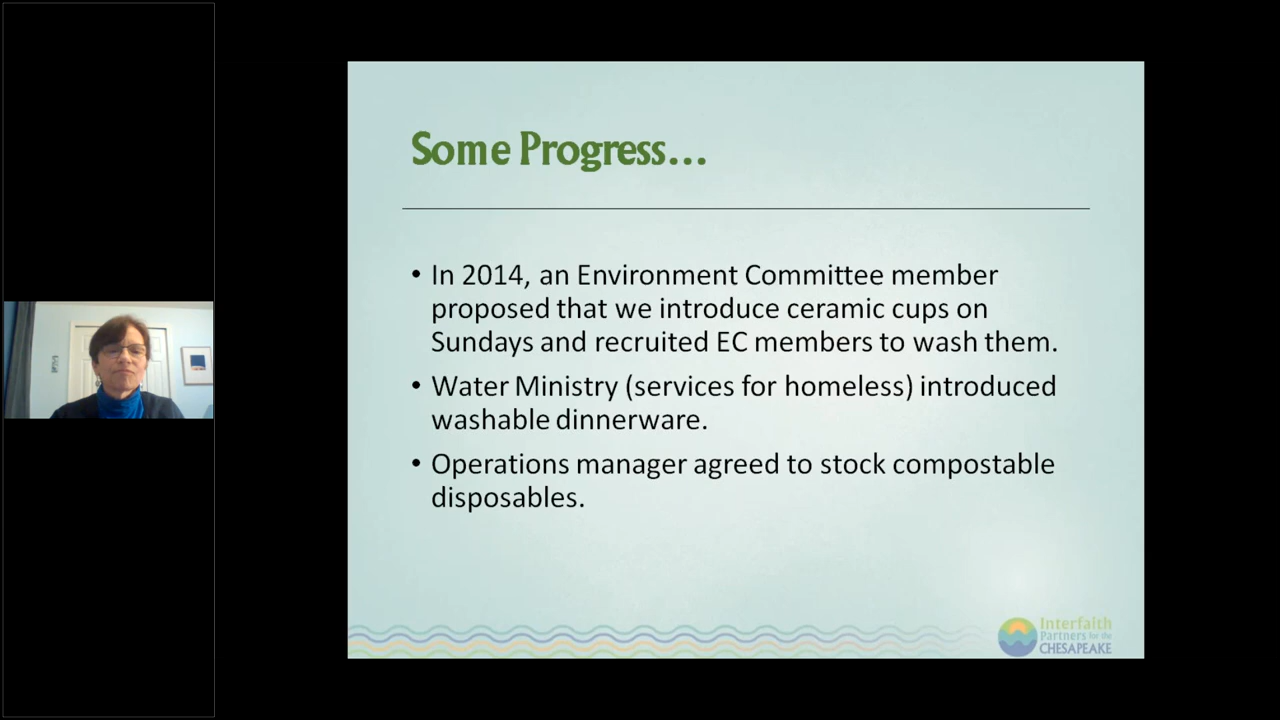 Some Progress...
• In 2014, an Environment Committee member
proposed that we introduce ceramic cups on
Sundays and recruited EC members to wash them.
• Water Ministry (services for homeless) introduced
washable dinnerware.
• Operations manager agreed to stock compostable
disposables.
Interfaith
Partners for the
CHESAPEAKE